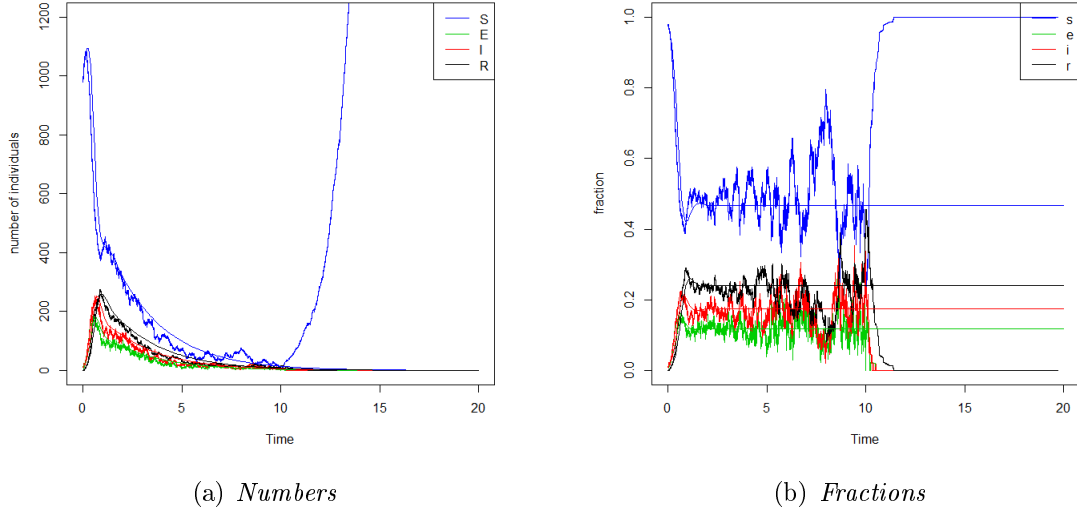 1200
1000
800
600
400
200
0
number of individuals
0 5 10 15 20
Time
S
E
I
R
(a) Numbers
1.0
0.8
0.6
0.4
0.2
0.0
fraction
0 5 10 15 20
Time
s
e
i
r
(b) Fractions